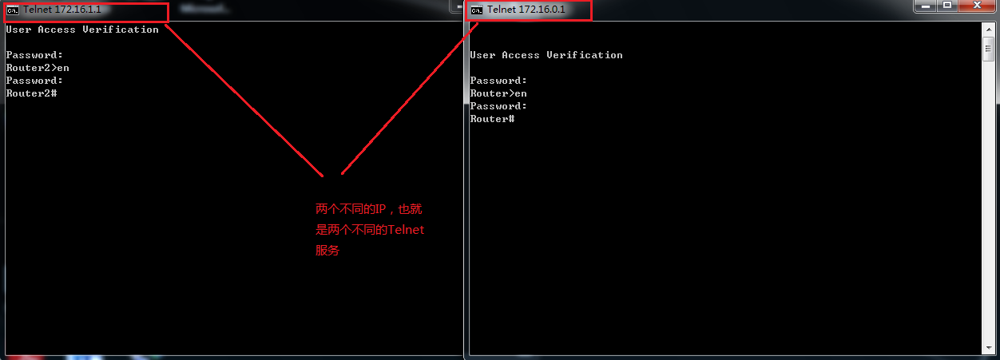 Telnet 172.16.1.1
User Access Verification
Password:
Router2>en
Password:
Router2#
Telnet 172.16.0.1
User Access Verification
Password:
Router>en
Password:
Router#
两个不同的IP，也就
是两个不同的Telnet
服务